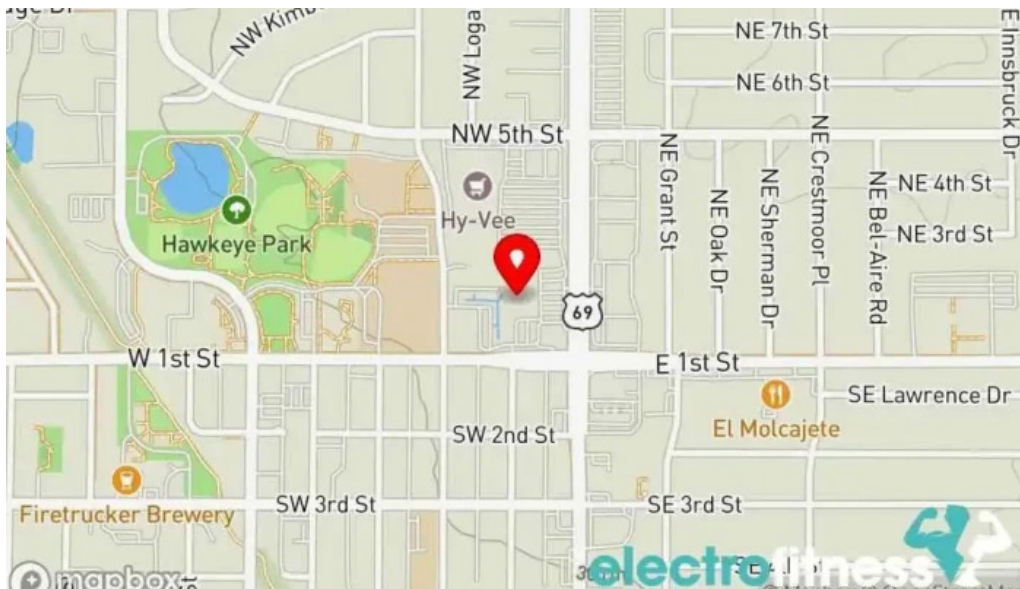 NW Kimb
NW Loge
NE 7th St
E Innsbruck Dr
NE 6th St
NW 5th St
NE Grant St
NE Crestmoor Pl
NE Oak Dr
NE Sherman Dr
NE Bel-Aire Rd
NE 4th St
Hy-Vee
NE 3rd St
Hawkeye Park
69
W 1st St
E 1st St
SE Lawrence Dr
El Molcajete
SW 2nd St
Firetrucker Brewery
SW 3rd St
SE 3rd St
electrofitness
mapbox